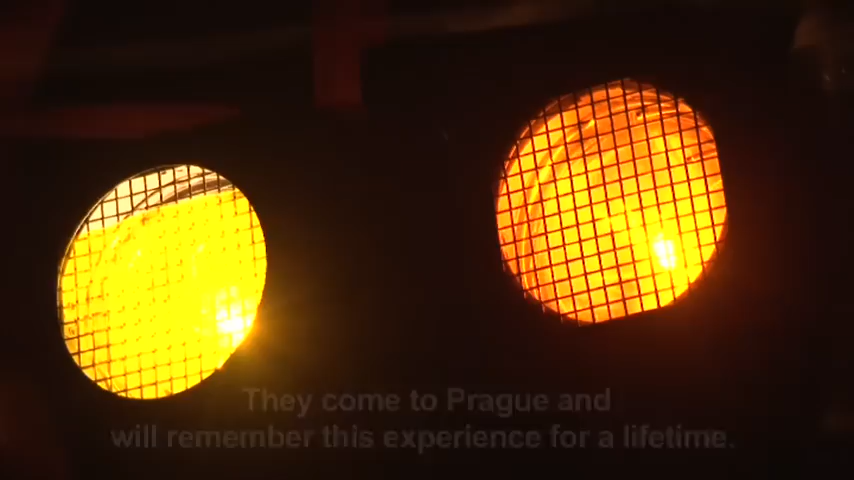 They come to Prague and
will remember this experience for a lifetime.